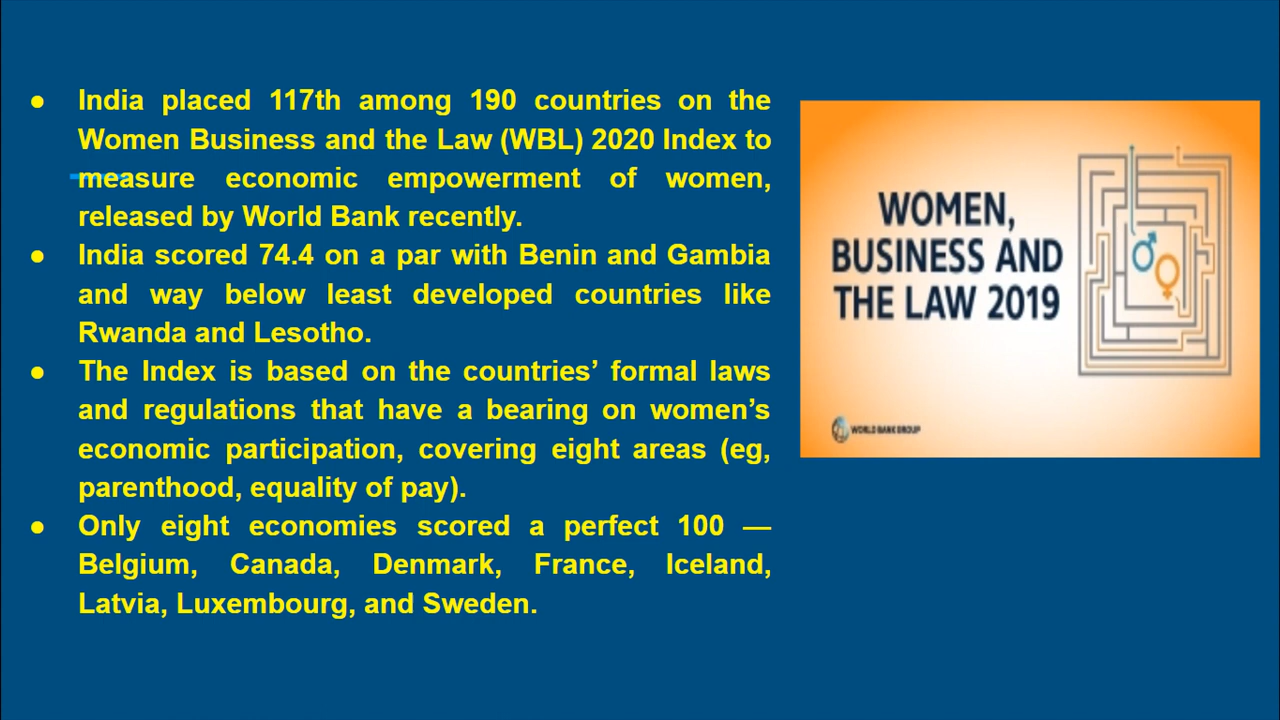 ● India placed 117th among 190 countries on the
Women Business and the Law (WBL) 2020 Index to
measure economic empowerment of women,
released by World Bank recently.
● India scored 74.4 on a par with Benin and Gambia
and way below least developed countries like
Rwanda and Lesotho.
● The Index is based on the countries’ formal laws
and regulations that have a bearing on women’s
economic participation, covering eight areas (eg,
parenthood, equality of pay).
● Only eight economies scored a perfect 100 —
Belgium, Canada, Denmark, France, Iceland,
Latvia, Luxembourg, and Sweden.
WOMEN,
BUSINESS AND
THE LAW 2019
WORLD BANK GROUP